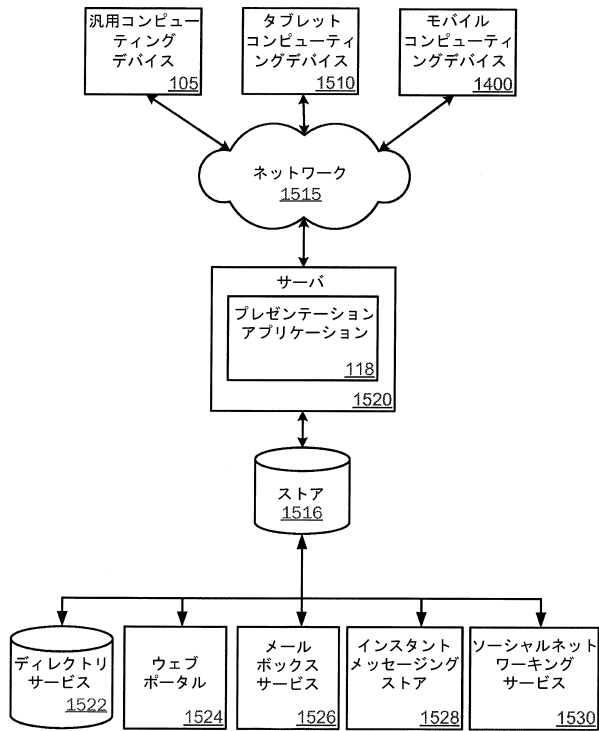 汎用コンピュー
ティング
デバイス
105
タブレット
コンピューティ
ングデバイス
1510
モバイル
コンピューティ
ングデバイス
1400
ネットワーク
1515
サーバ
プレゼンテーション
アプリケーション
118
1520
ストア
1516
ディレクトリ
サービス
1522
ウェブ
ポータル
1524
メール
ボックス
サービス
1526
インスタント
メッセージング
ストア
1528
ソーシャルネット
ワーキング
サービス
1530